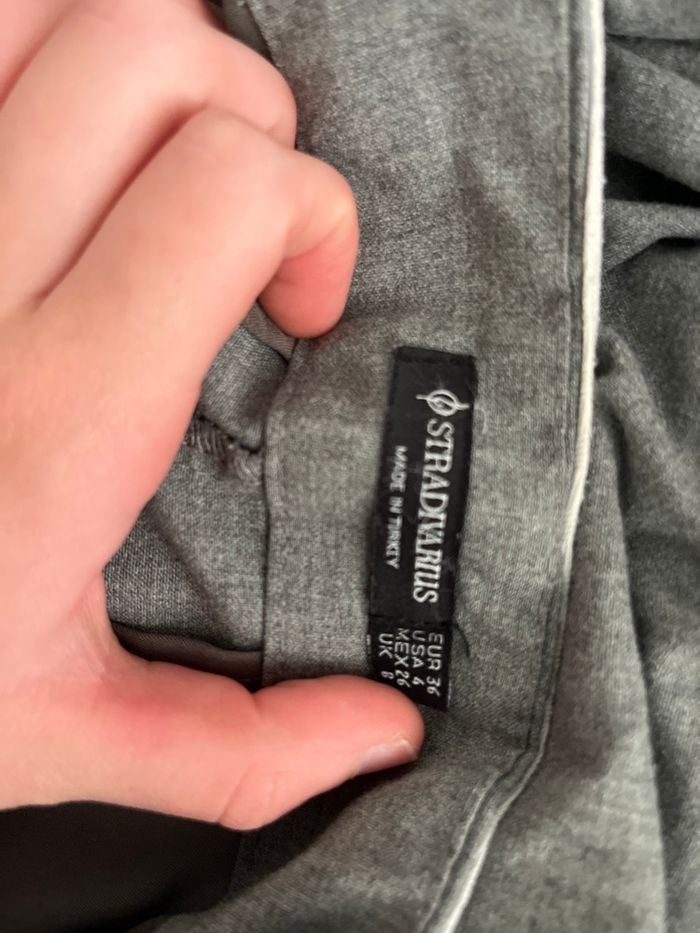 STRADIVARIUS
MADE IN TURKEY
EUR 36
USA 4
MEX 26
UK 8